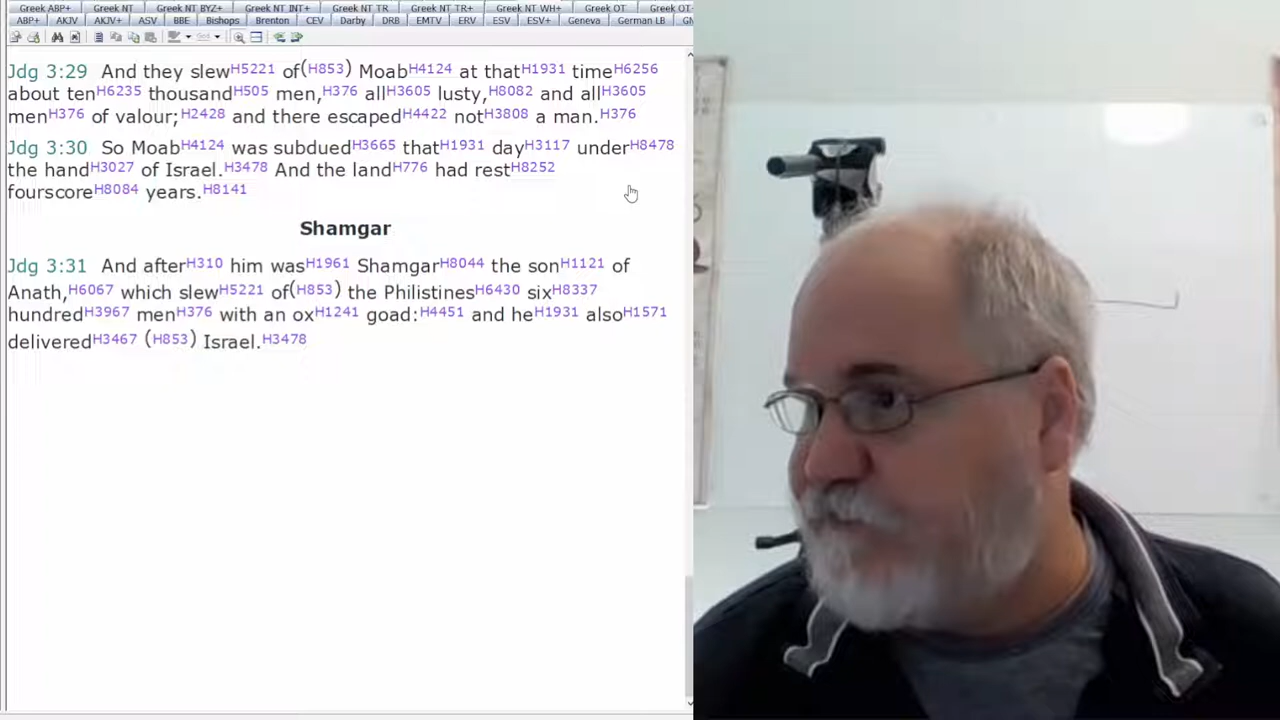 Greek ABP+ Greek NT Greek NT BYZ+ Greek NT INT+ Greek NT TR Greek NT TR+ Greek NT WH+ Greek OT Greek OT
ABP+ AKJV AKJV+ ASV BBE Bishops Brenton CEV Darby DRB EMTV ERV ESV ESV+ Geneva German LB
Jdg 3:29 And they slewH5221 of(H853) MoabH4124 at thatH1931 timeH6256
about tenH6235 thousandH505 men,H376 allH3605 lusty,H8082 and allH3605
menH376 of valour;H2428 and there escapedH4422 notH3808 a man.H376
Jdg 3:30 So MoabH4124 was subduedH3665 thatH1931 dayH3117 underH8478
the handH3027 of Israel.H3478 And the landH776 had restH8252
fourscoreH8084 years.H8141
Shamgar
Jdg 3:31 And afterH310 him wasH1961 ShamgarH8044 the sonH1121 of
Anath,H6067 which slewH5221 of(H853) the PhilistinesH6430 sixH8337
hundredH3967 menH376 with an oxH1241 goad:H4451 and heH1931 alsoH1571
deliveredH3467 (H853) Israel.H3478